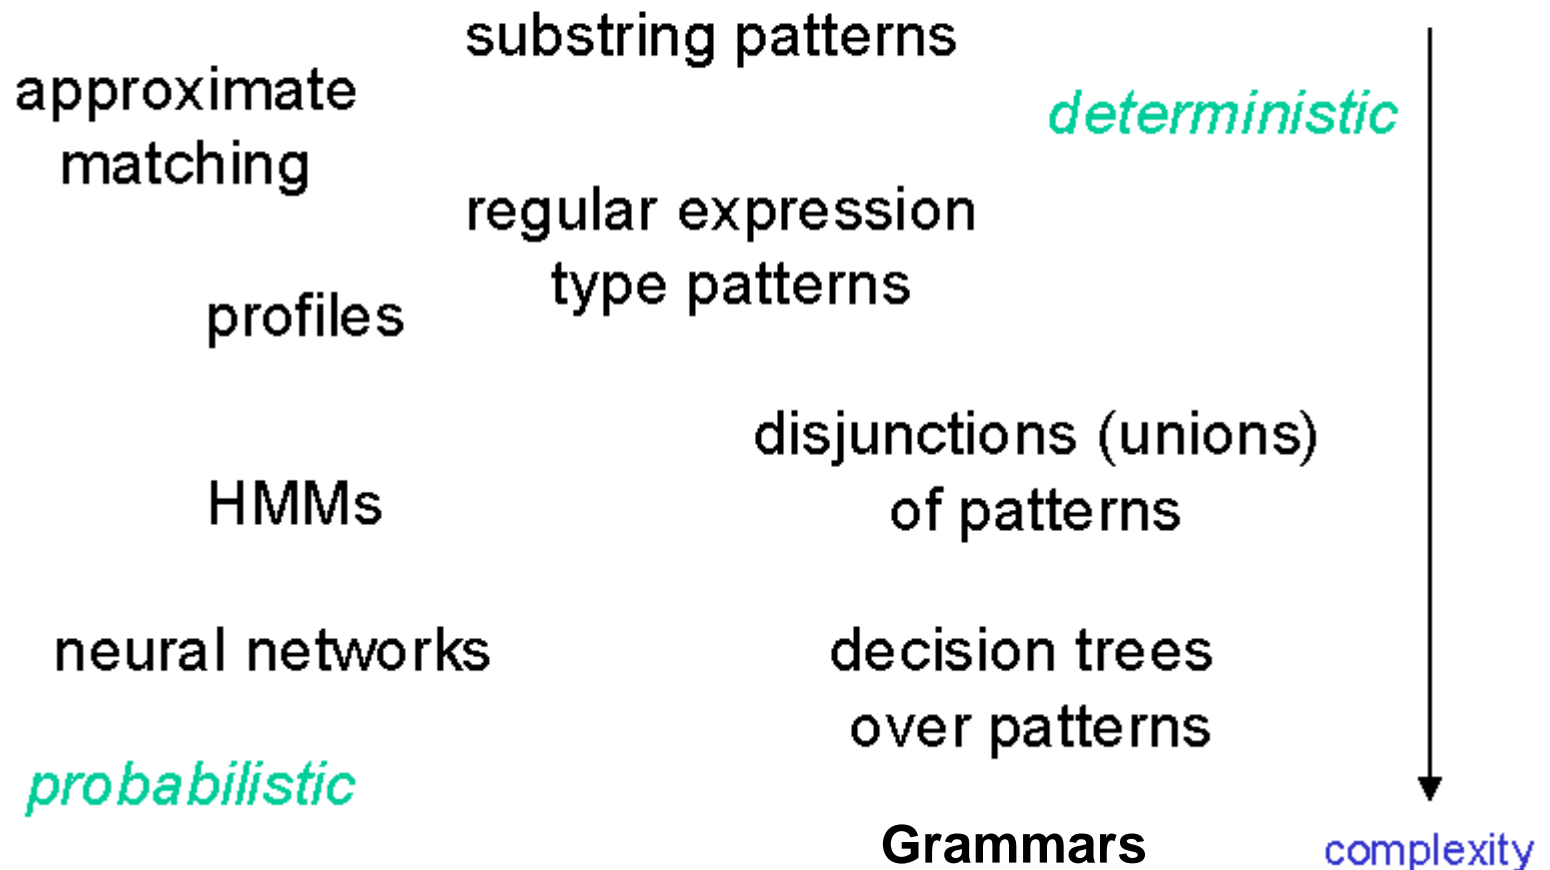 substring patterns
approximate
matching
deterministic
regular expression
type patterns
profiles
disjunctions (unions)
of patterns
HMMs
neural networks
decision trees
over patterns
probabilistic
Grammars
complexity